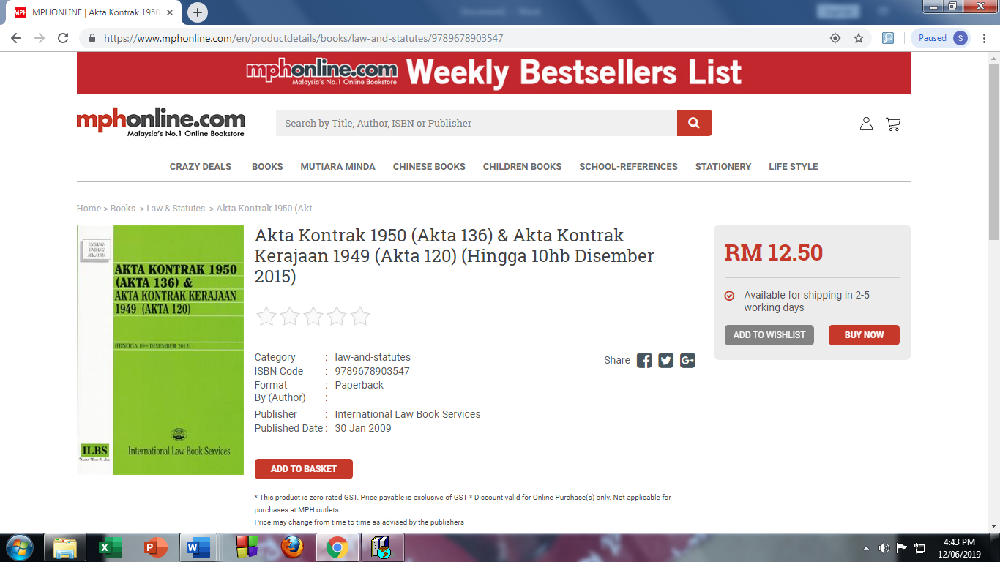 MPHONLINE | Akta Kontrak 1950
https://www.mphonline.com/en/productdetails/books/law-and-statutes/9789678903547
Paused
S
mphonline.com Weekly Bestsellers List
Malaysia's No.1 Online Bookstore
mphonline.com
Malaysia's No.1 Online Bookstore
Search by Title, Author, ISBN or Publisher
CRAZY DEALS BOOKS MUTIARA MINDA CHINESE BOOKS CHILDREN BOOKS SCHOOL-REFERENCES STATIONERY LIFE STYLE
Home > Books > Law & Statutes > Akta Kontrak 1950 (Akt...
UNDANG-
UNDANG
MALAYSIA
AKTA KONTRAK 1950
(AKTA 136) &
AKTA KONTRAK KERAJAAN
1949 (AKTA 120)
(HINGGA 10HB DISEMBER 2015)
ILBS
Trusted Name In Law
International Law Book Services
Akta Kontrak 1950 (Akta 136) & Akta Kontrak
Kerajaan 1949 (Akta 120) (Hingga 10hb Disember
2015)
Category : law-and-statutes
ISBN Code : 9789678903547
Format : Paperback
By (Author) :
Publisher : International Law Book Services
Published Date : 30 Jan 2009
Share
ADD TO BASKET
* This product is zero-rated GST. Price payable is exclusive of GST * Discount valid for Online Purchase(s) only. Not applicable for
purchases at MPH outlets.
Price may change from time to time as advised by the publishers
RM 12.50
Available for shipping in 2-5
working days
ADD TO WISHLIST
BUY NOW
4:43 PM
12/06/2019